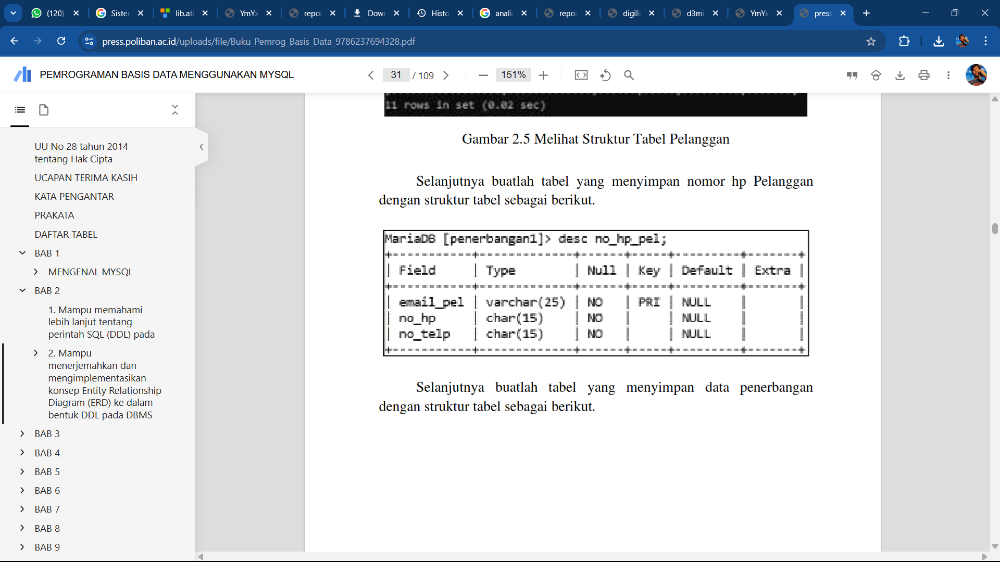 (120)
Siste
lib.ati
YmYx
repos
Down
Histo
analis
repos
digilil
d3mi
YmYx
press
press.poliban.ac.id/uploads/file/Buku_Pemrog_Basis_Data_9786237694328.pdf
PEMROGRAMAN BASIS DATA MENGGUNAKAN MYSQL
31 / 109
151%
UU No 28 tahun 2014
tentang Hak Cipta
UCAPAN TERIMA KASIH
KATA PENGANTAR
PRAKATA
DAFTAR TABEL
BAB 1
MENGENAL MYSQL
BAB 2
1. Mampu memahami
lebih lanjut tentang
perintah SQL (DDL) pada
2. Mampu
menerjemahkan dan
mengimplementasikan
konsep Entity Relationship
Diagram (ERD) ke dalam
bentuk DDL pada DBMS
BAB 3
BAB 4
BAB 5
BAB 6
BAB 7
BAB 8
BAB 9
11 rows in set (0.02 sec)
Gambar 2.5 Melihat Struktur Tabel Pelanggan
Selanjutnya buatlah tabel yang menyimpan nomor hp Pelanggan
dengan struktur tabel sebagai berikut.
MariaDB [penerbangan1]> desc no_hp_pel;
| Field | Type | Null | Key | Default | Extra |
| email_pel | varchar(25) | NO | PRI | NULL | |
| no_hp | char(15) | NO | | NULL | |
| no_telp | char(15) | NO | | NULL | |
Selanjutnya buatlah tabel yang menyimpan data penerbangan
dengan struktur tabel sebagai berikut.